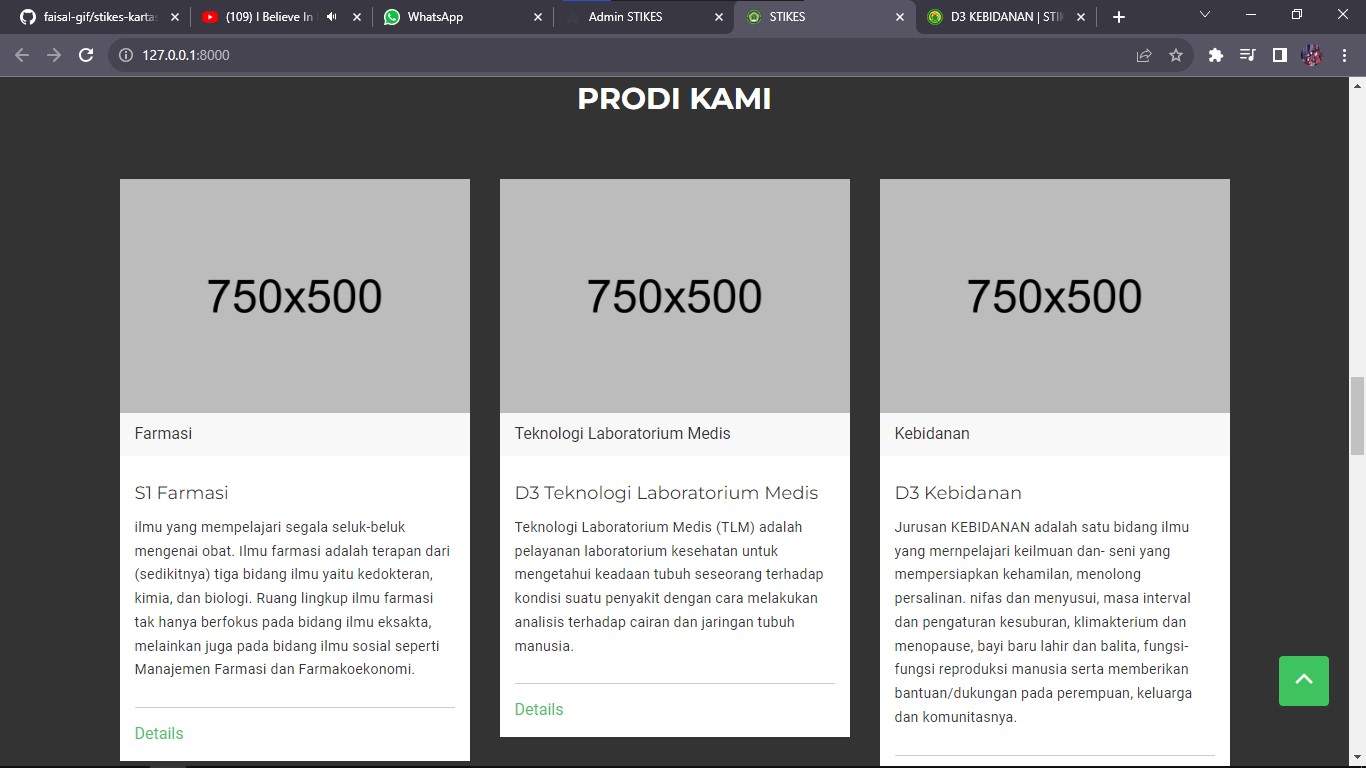 faisal-gif/stikes-kartas
(109) I Believe In
WhatsApp
Admin STIKES
STIKES
D3 KEBIDANAN | STI
127.0.0.1:8000
PRODI KAMI
750x500
750x500
750x500
Farmasi
Teknologi Laboratorium Medis
Kebidanan
S1 Farmasi
ilmu yang mempelajari segala seluk-beluk
mengenai obat. Ilmu farmasi adalah terapan dari
(sedikitnya) tiga bidang ilmu yaitu kedokteran,
kimia, dan biologi. Ruang lingkup ilmu farmasi
tak hanya berfokus pada bidang ilmu eksakta,
melainkan juga pada bidang ilmu sosial seperti
Manajemen Farmasi dan Farmakoekonomi.
Details
D3 Teknologi Laboratorium Medis
Teknologi Laboratorium Medis (TLM) adalah
pelayanan laboratorium kesehatan untuk
mengetahui keadaan tubuh seseorang terhadap
kondisi suatu penyakit dengan cara melakukan
analisis terhadap cairan dan jaringan tubuh
manusia.
Details
D3 Kebidanan
Jurusan KEBIDANAN adalah satu bidang ilmu
yang mernpelajari keilmuan dan- seni yang
mempersiapkan kehamilan, menolong
persalinan. nifas dan menyusui, masa interval
dan pengaturan kesuburan, klimakterium dan
menopause, bayi baru lahir dan balita, fungsi-
fungsi reproduksi manusia serta memberikan
bantuan/dukungan pada perempuan, keluarga
dan komunitasnya.